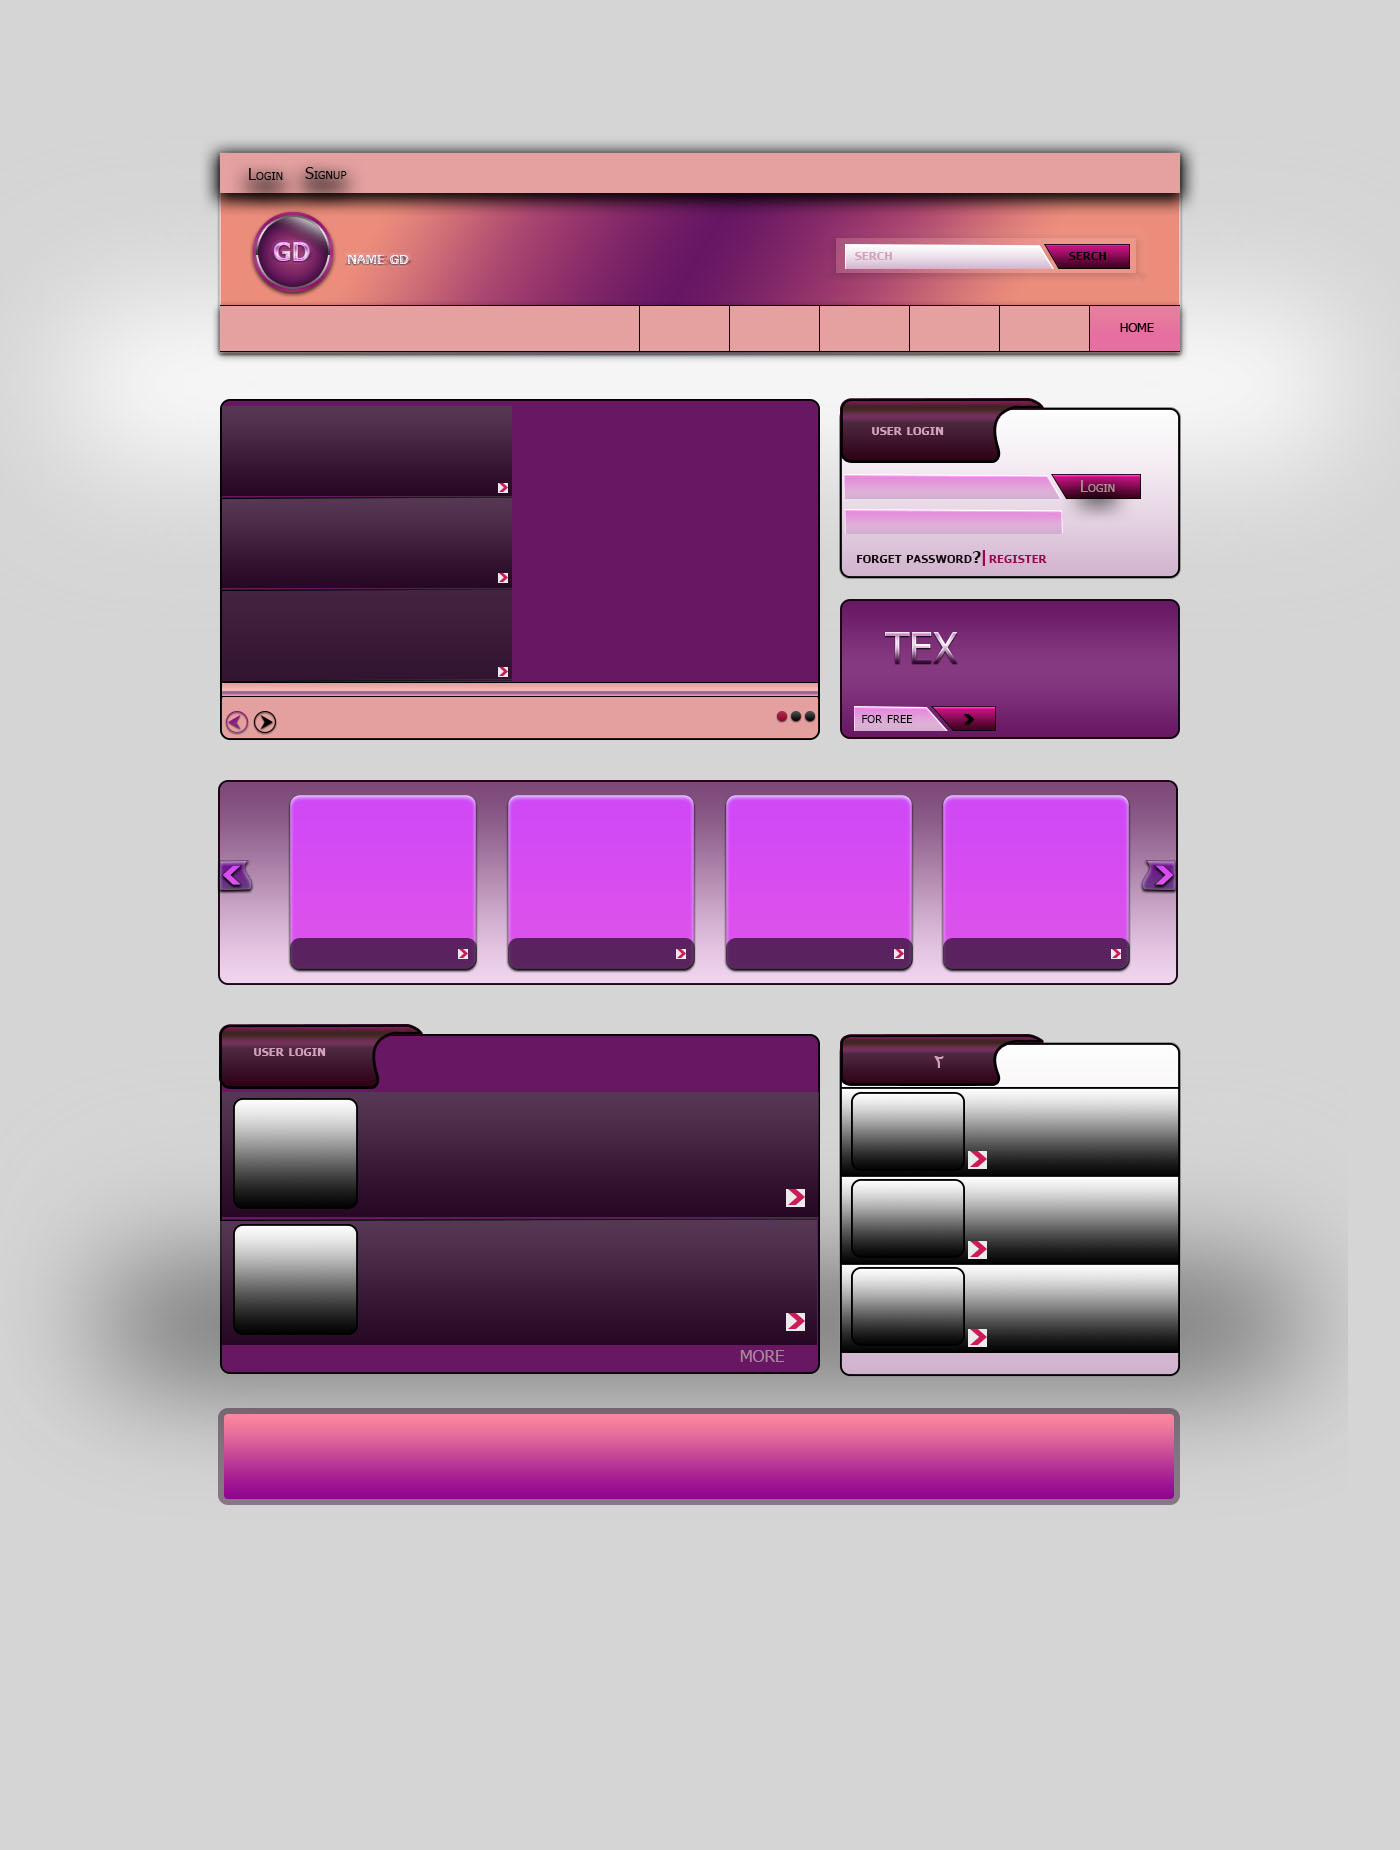 Login Signup
GD
NAME GD
SERCH SERCH
HOME
USER LOGIN
Login
FORGET PASSWORD?|REGISTER
TEX
FOR FREE
USER LOGIN
٢
MORE